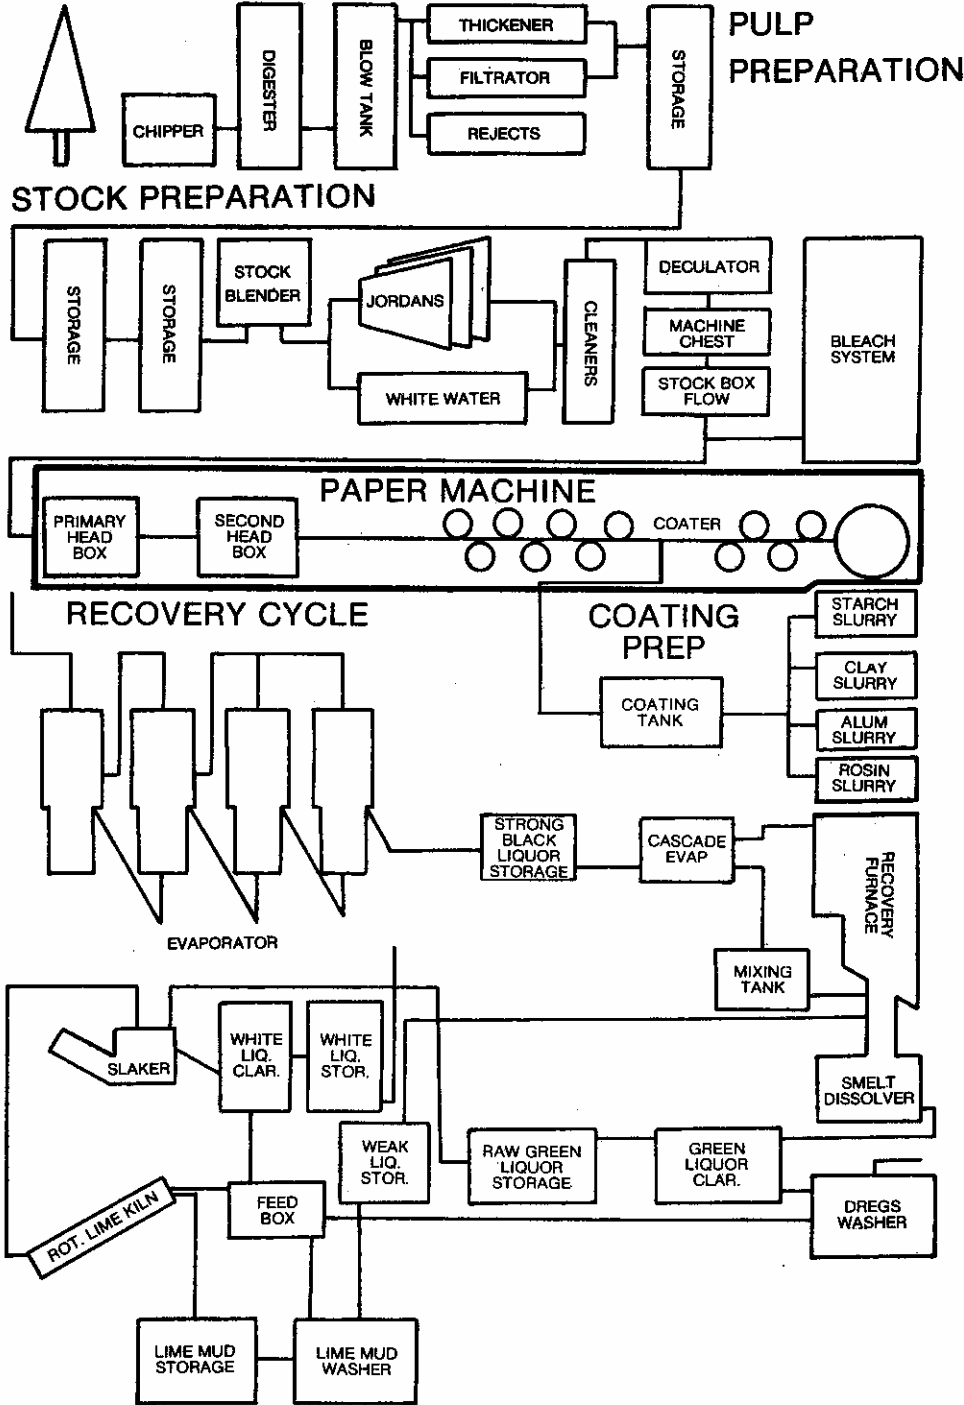 PULP
PREPARATION
CHIPPER
DIGESTER
BLOW TANK
THICKENER
FILTRATOR
REJECTS
STORAGE
STOCK PREPARATION
STORAGE
STORAGE
STOCK
BLENDER
JORDANS
WHITE WATER
CLEANERS
DECULATOR
MACHINE
CHEST
STOCK BOX
FLOW
BLEACH
SYSTEM
PAPER MACHINE
PRIMARY
HEAD
BOX
SECOND
HEAD
BOX
COATER
RECOVERY CYCLE
COATING
PREP
STARCH
SLURRY
CLAY
SLURRY
ALUM
SLURRY
ROSIN
SLURRY
COATING
TANK
EVAPORATOR
STRONG
BLACK
LIQUOR
STORAGE
CASCADE
EVAP
RECOVERY
FURNACE
MIXING
TANK
SLAKER
WHITE
LIQ.
CLAR.
WHITE
LIQ.
STOR.
SMELT
DISSOLVER
WEAK
LIQ.
STOR.
RAW GREEN
LIQUOR
STORAGE
GREEN
LIQUOR
CLAR.
DREGS
WASHER
ROT. LIME KILN
FEED
BOX
LIME MUD
STORAGE
LIME MUD
WASHER